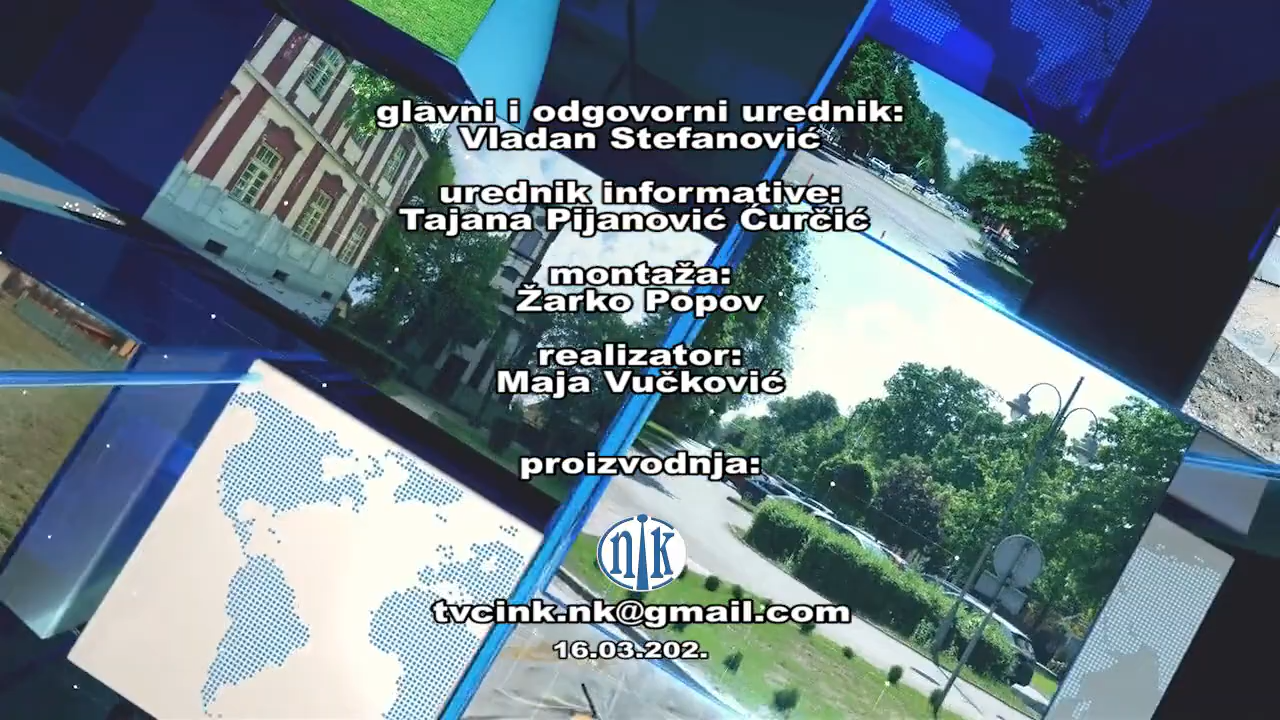 glavni i odgovorni urednik:
Vladan Stefanović
urednik informative:
Tajana Pijanović Ćurčić
montaža:
Žarko Popov
realizator:
Maja Vučković
proizvodnja:
nik
tvcink.nk@gmail.com
16.03.202.